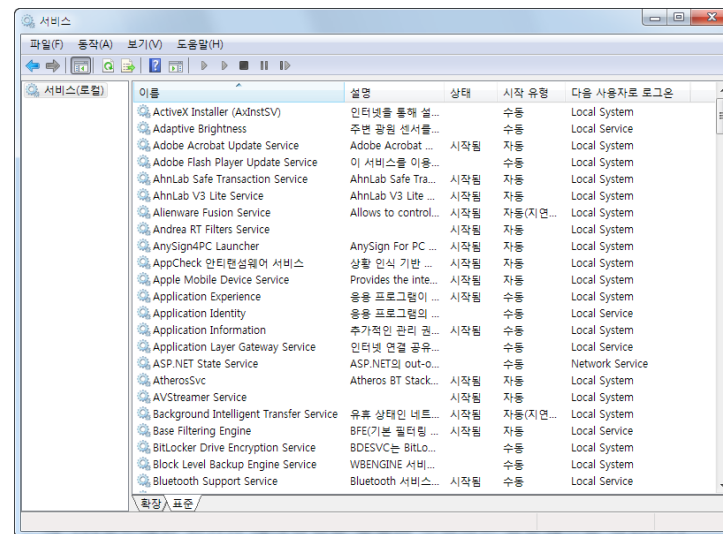 서비스
파일(F) 동작(A) 보기(V) 도움말(H)
서비스(로컬)
이름 설명 상태 시작 유형 다음 사용자로 로그온
ActiveX Installer (AxInstSV) 인터넷을 통해 설... 수동 Local System
Adaptive Brightness 주변 광원 센서를... 수동 Local Service
Adobe Acrobat Update Service Adobe Acrobat ... 시작됨 자동 Local System
Adobe Flash Player Update Service 이 서비스를 이용... 수동 Local System
AhnLab Safe Transaction Service AhnLab Safe Tra... 시작됨 자동 Local System
AhnLab V3 Lite Service AhnLab V3 Lite ... 시작됨 자동 Local System
Alienware Fusion Service Allows to control... 시작됨 자동(지연... Local System
Andrea RT Filters Service 시작됨 자동 Local System
AnySign4PC Launcher AnySign For PC ... 시작됨 자동 Local System
AppCheck 안티랜섬웨어 서비스 상황 인식 기반 ... 시작됨 자동 Local System
Apple Mobile Device Service Provides the inte... 시작됨 자동 Local System
Application Experience 응용 프로그램이 ... 시작됨 수동 Local System
Application Identity 응용 프로그램의 ... 수동 Local Service
Application Information 추가적인 관리 권... 시작됨 수동 Local System
Application Layer Gateway Service 인터넷 연결 공유... 수동 Local Service
ASP.NET State Service ASP.NET의 out-o... 수동 Network Service
AtherosSvc Atheros BT Stack... 시작됨 자동 Local System
AVStreamer Service 시작됨 자동 Local System
Background Intelligent Transfer Service 유휴 상태인 네트... 시작됨 자동(지연... Local System
Base Filtering Engine BFE(기본 필터링 ... 시작됨 자동 Local Service
BitLocker Drive Encryption Service BDESVC는 BitLo... 수동 Local System
Block Level Backup Engine Service WBENGINE 서비... 수동 Local System
Bluetooth Support Service Bluetooth 서비스... 시작됨 수동 Local Service
확장 표준